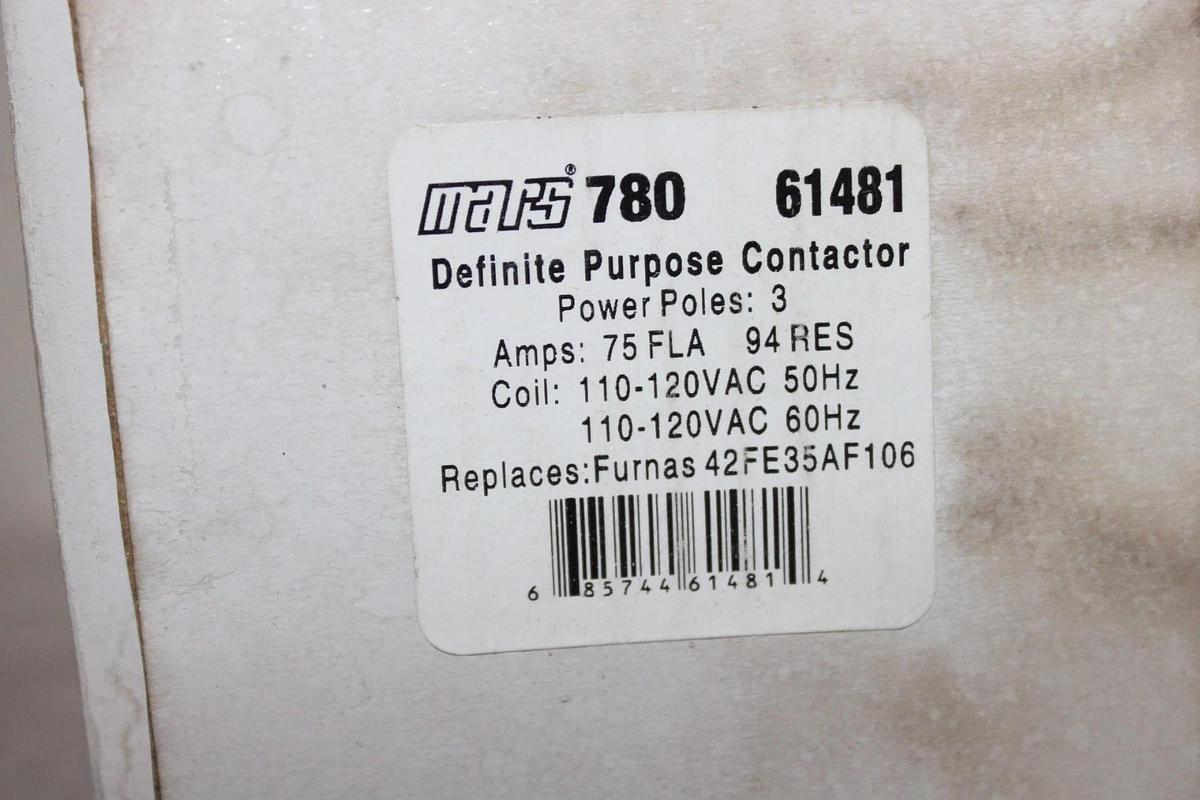 mars® 780 61481
Definite Purpose Contactor
Power Poles: 3
Amps: 75 FLA 94 RES
Coil: 110-120VAC 50Hz
110-120VAC 60Hz
Replaces: Furnas 42FE35AF106
6 85744 61481 4